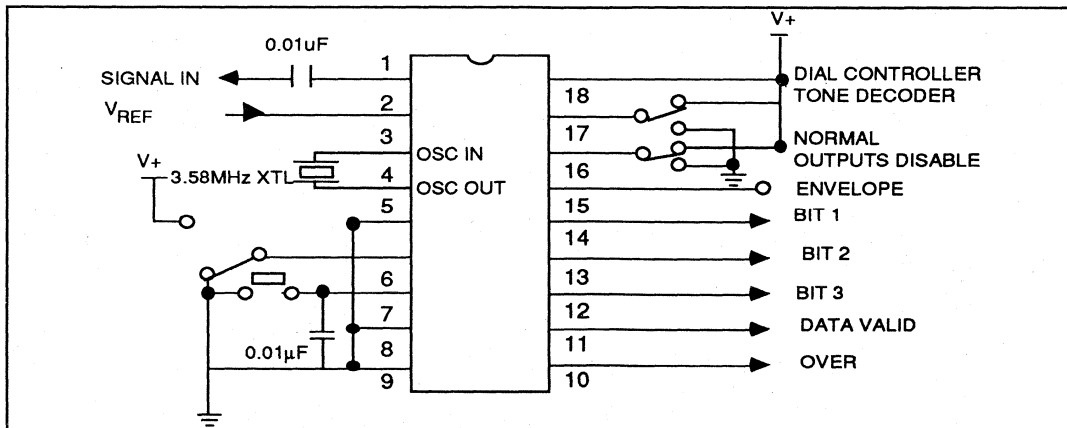 V+
0.01uF
SIGNAL IN
1
DIAL CONTROLLER
TONE DECODER
18
VREF
2
17
NORMAL
OUTPUTS DISABLE
3
OSC IN
V+
3.58MHz XTL
4
OSC OUT
16
ENVELOPE
5
15
BIT 1
14
BIT 2
6
13
BIT 3
7
12
DATA VALID
0.01μF
8
11
OVER
9
10